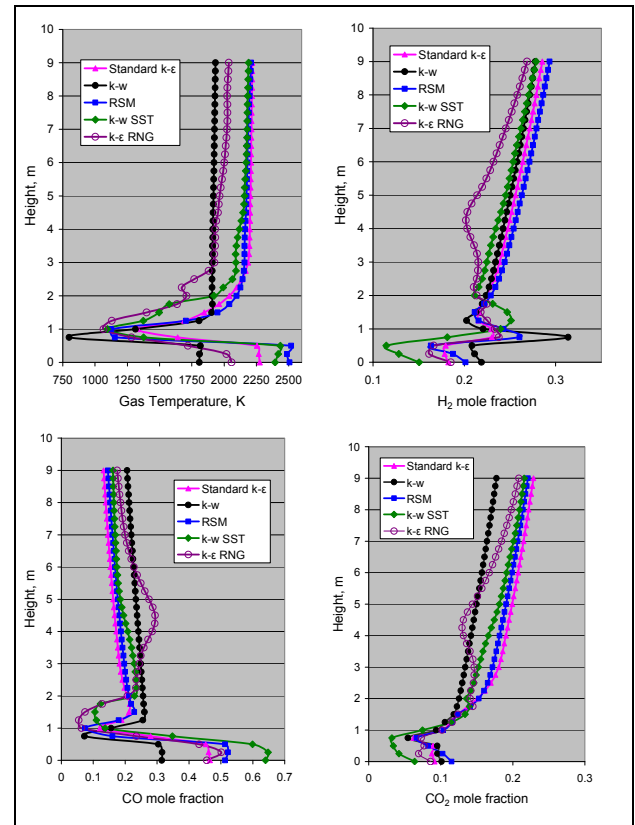 10
9
8
7
6
5
4
3
2
1
0
Height, m
Standard k-ε
k-w
RSM
k-w SST
k-ε RNG
750 1000 1250 1500 1750 2000 2250 2500
Gas Temperature, K
10
9
8
7
6
5
4
3
2
1
0
Height, m
Standard k-ε
k-w
RSM
k-w SST
k-ε RNG
0.1 0.2 0.3
H₂ mole fraction
10
9
8
7
6
5
4
3
2
1
0
Height, m
Standard k-ε
k-w
RSM
k-w SST
k-ε RNG
0 0.1 0.2 0.3 0.4 0.5 0.6 0.7
CO mole fraction
10
9
8
7
6
5
4
3
2
1
0
Height, m
Standard k-ε
k-w
RSM
k-w SST
k-ε RNG
0 0.1 0.2 0.3
CO₂ mole fraction